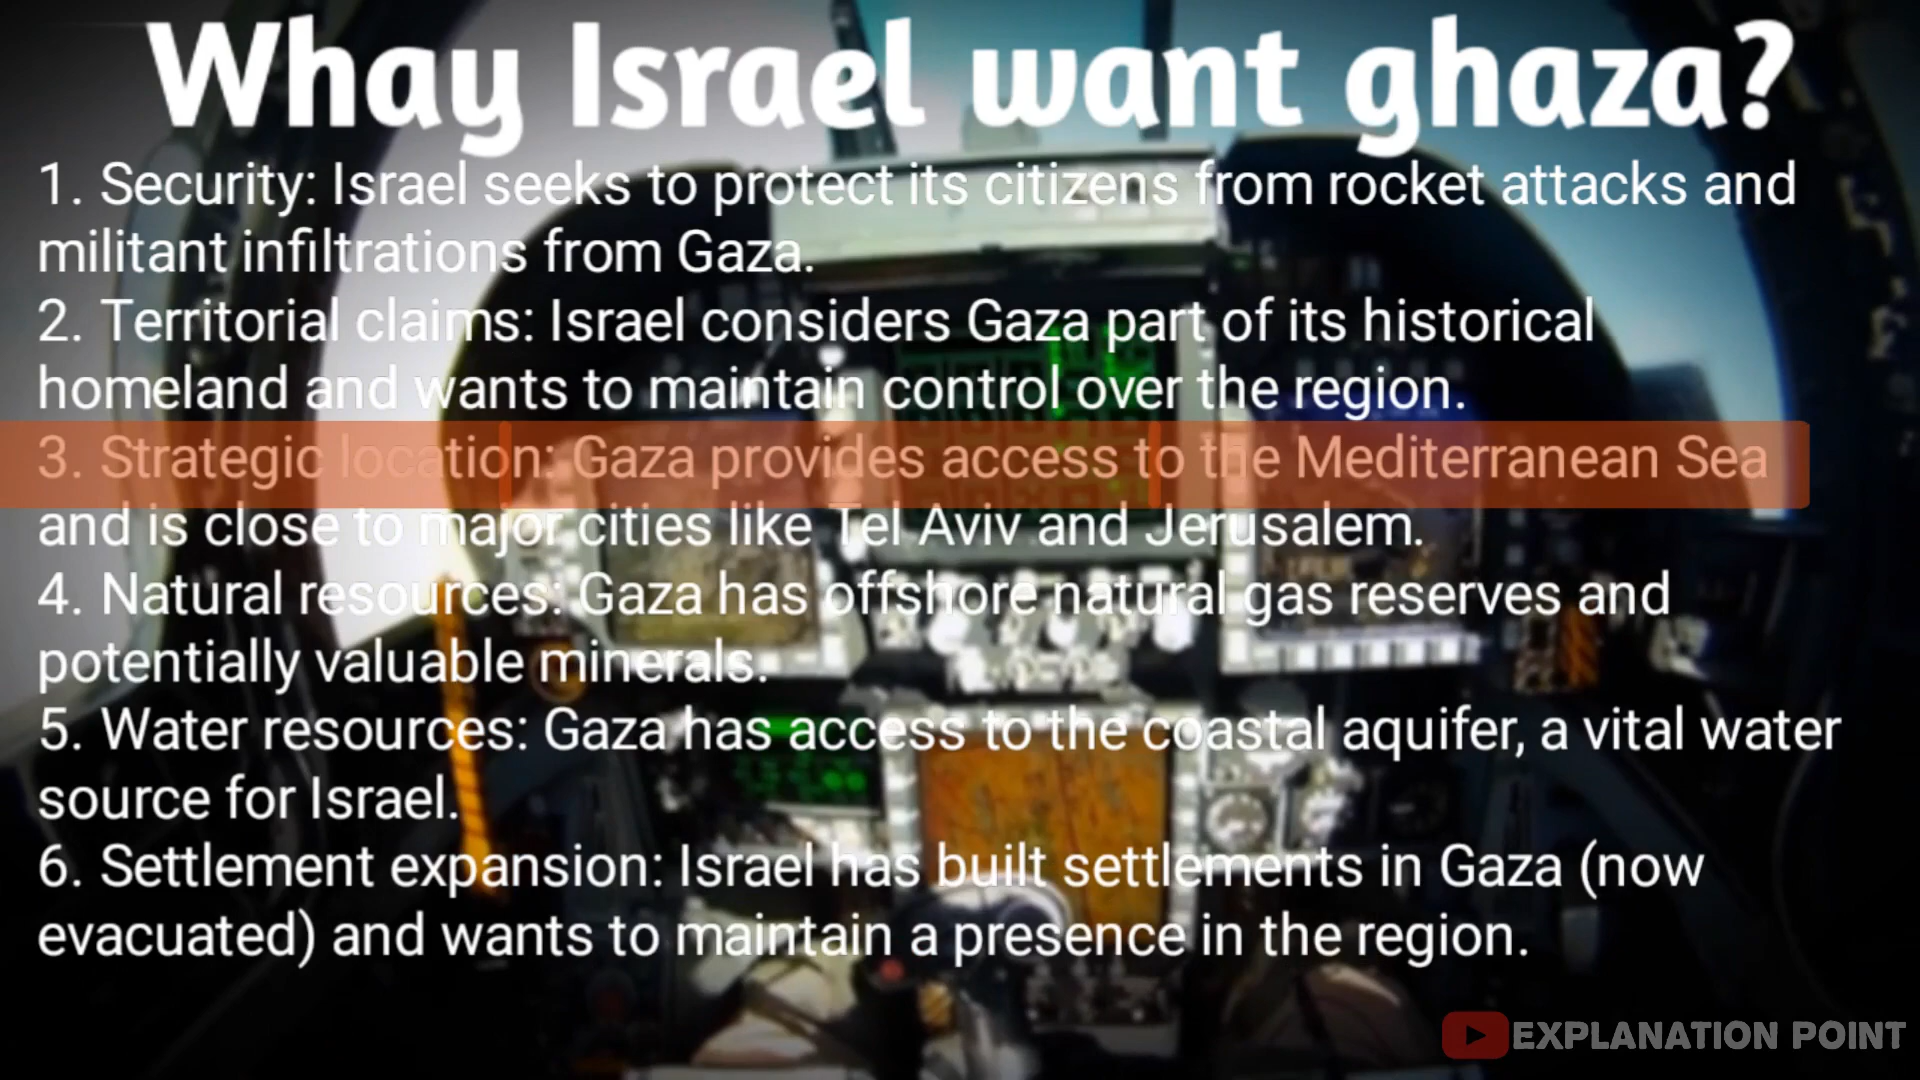 Whay Israel want ghaza?
1. Security: Israel seeks to protect its citizens from rocket attacks and
militant infiltrations from Gaza.
2. Territorial claims: Israel considers Gaza part of its historical
homeland and wants to maintain control over the region.
3. Strategic location: Gaza provides access to the Mediterranean Sea
and is close to major cities like Tel Aviv and Jerusalem.
4. Natural resources: Gaza has offshore natural gas reserves and
potentially valuable minerals.
5. Water resources: Gaza has access to the coastal aquifer, a vital water
source for Israel.
6. Settlement expansion: Israel has built settlements in Gaza (now
evacuated) and wants to maintain a presence in the region.
EXPLANATION POINT